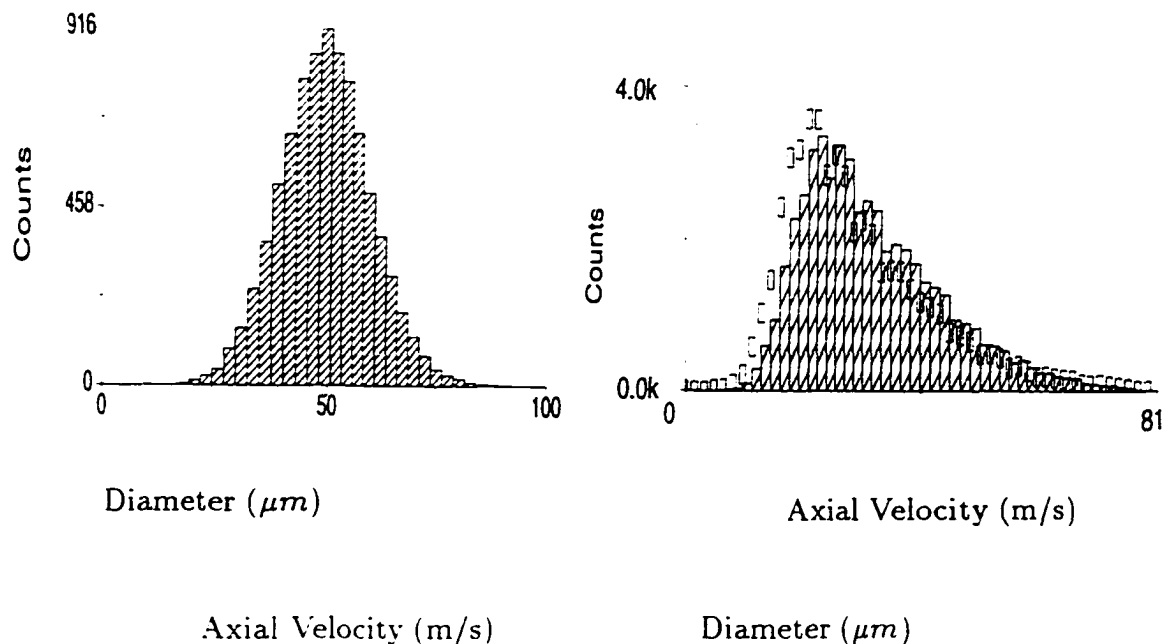 916
Counts
458
0
0 50 100
Diameter (μm)
4.0k
Counts
0.0k
0 81
Axial Velocity (m/s)
Axial Velocity (m/s)
Diameter (μm)